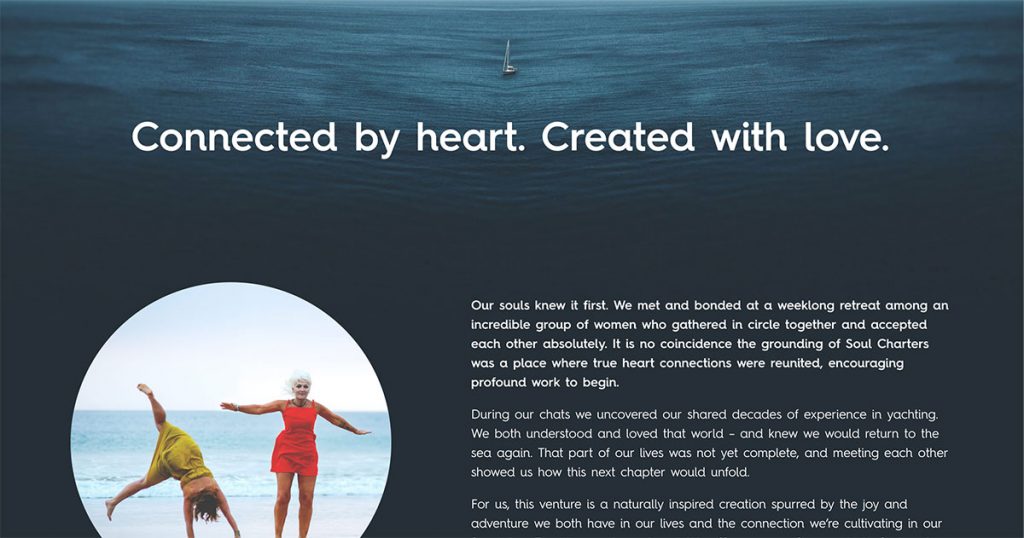 Connected by heart. Created with love.
Our souls knew it first. We met and bonded at a weeklong retreat among an
incredible group of women who gathered in circle together and accepted
each other absolutely. It is no coincidence the grounding of Soul Charters
was a place where true heart connections were reunited, encouraging
profound work to begin.
During our chats we uncovered our shared decades of experience in yachting.
We both understood and loved that world – and knew we would return to the
sea again. That part of our lives was not yet complete, and meeting each other
showed us how this next chapter would unfold.
For us, this venture is a naturally inspired creation spurred by the joy and
adventure we both have in our lives and the connection we’re cultivating in our